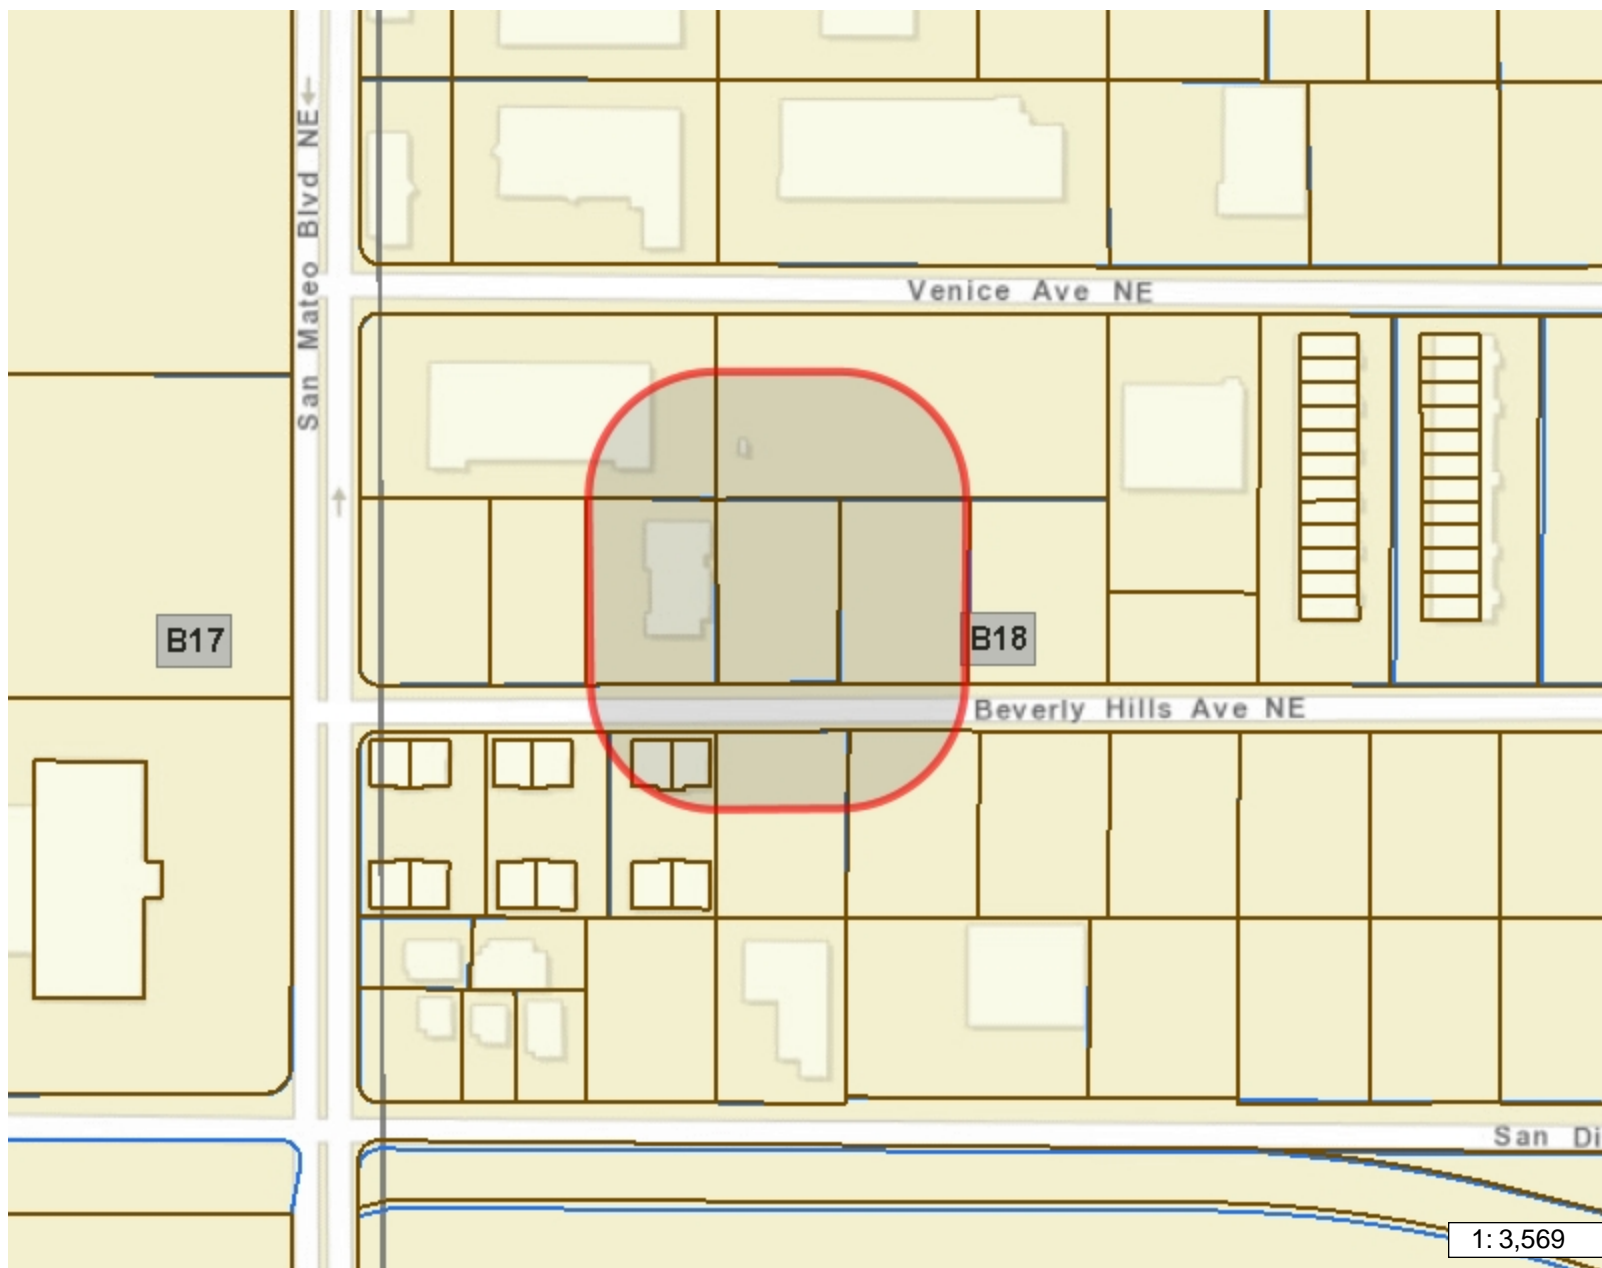 San Mateo Blvd NE
Venice Ave NE
B17
B18
Beverly Hills Ave NE
San Di
1: 3,569